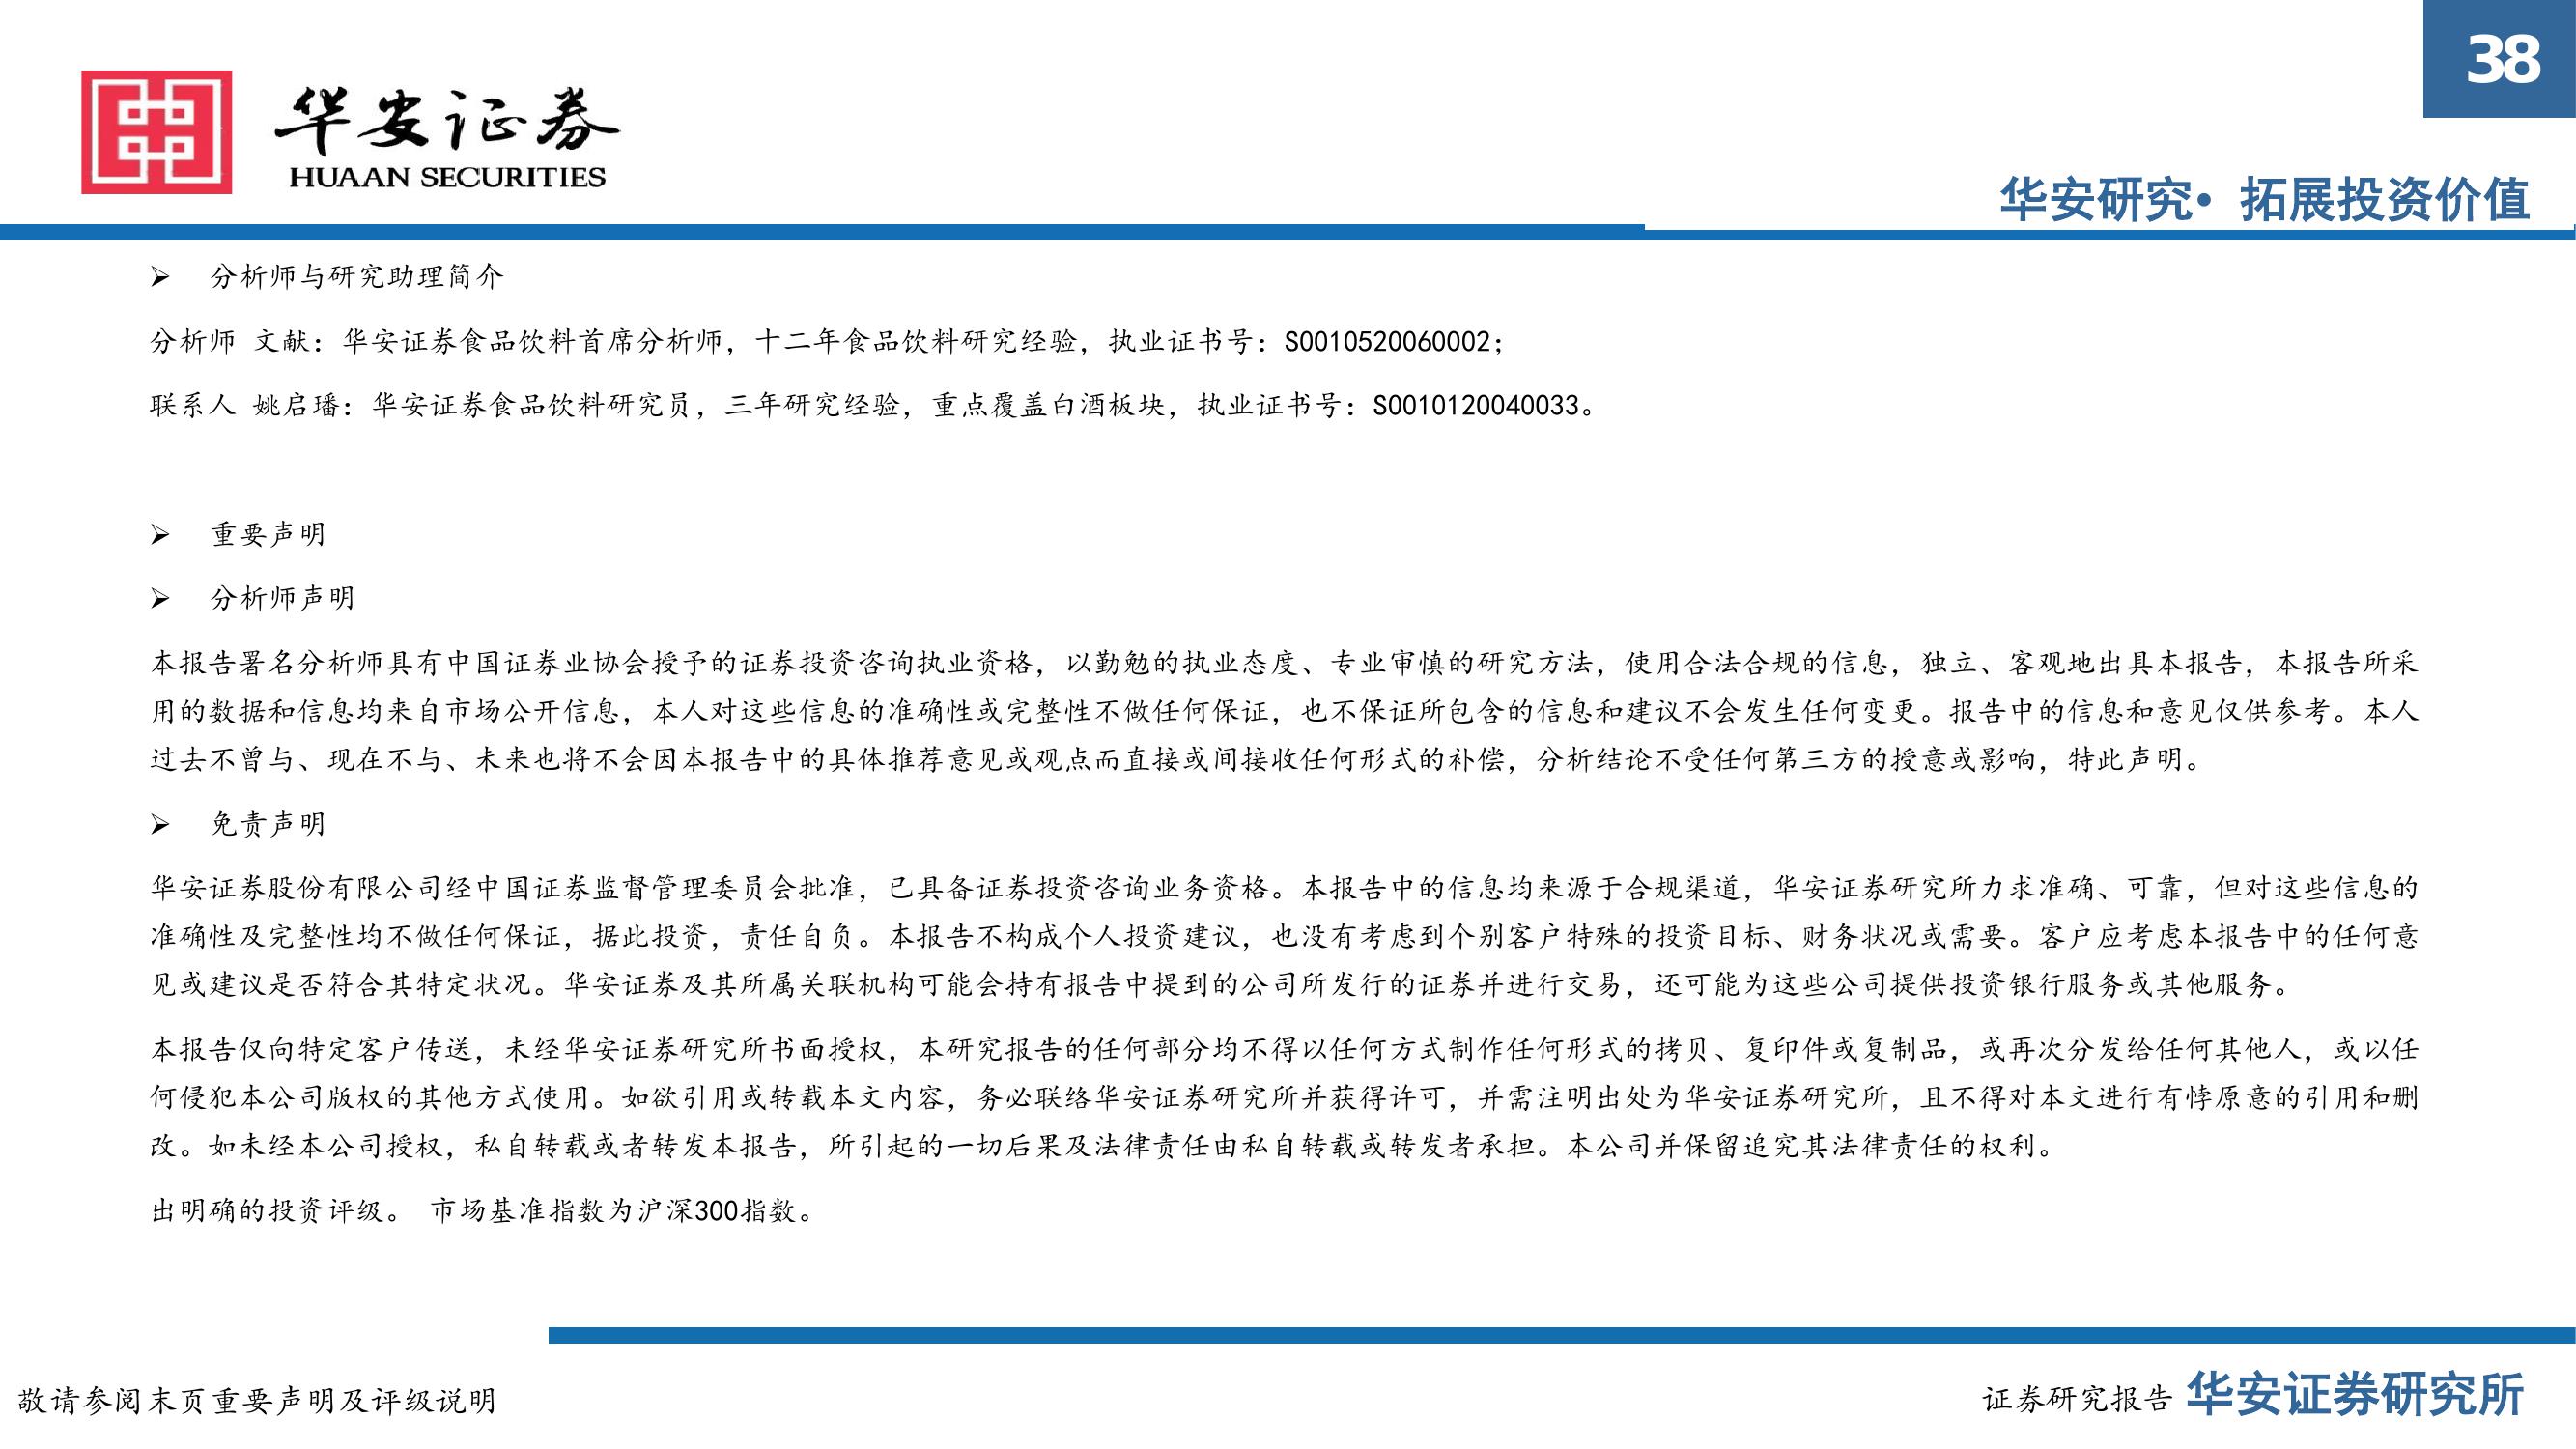 38
华安证券
HUAAN SECURITIES
华安研究• 拓展投资价值
➢ 分析师与研究助理简介
分析师 文献：华安证券食品饮料首席分析师，十二年食品饮料研究经验，执业证书号：S0010520060002；
联系人 姚启璠：华安证券食品饮料研究员，三年研究经验，重点覆盖白酒板块，执业证书号：S0010120040033。
➢ 重要声明
➢ 分析师声明
本报告署名分析师具有中国证券业协会授予的证券投资咨询执业资格，以勤勉的执业态度、专业审慎的研究方法，使用合法合规的信息，独立、客观地出具本报告，本报告所采
用的数据和信息均来自市场公开信息，本人对这些信息的准确性或完整性不做任何保证，也不保证所包含的信息和建议不会发生任何变更。报告中的信息和意见仅供参考。本人
过去不曾与、现在不与、未来也将不会因本报告中的具体推荐意见或观点而直接或间接收任何形式的补偿，分析结论不受任何第三方的授意或影响，特此声明。
➢ 免责声明
华安证券股份有限公司经中国证券监督管理委员会批准，已具备证券投资咨询业务资格。本报告中的信息均来源于合规渠道，华安证券研究所力求准确、可靠，但对这些信息的
准确性及完整性均不做任何保证，据此投资，责任自负。本报告不构成个人投资建议，也没有考虑到个别客户特殊的投资目标、财务状况或需要。客户应考虑本报告中的任何意
见或建议是否符合其特定状况。华安证券及其所属关联机构可能会持有报告中提到的公司所发行的证券并进行交易，还可能为这些公司提供投资银行服务或其他服务。
本报告仅向特定客户传送，未经华安证券研究所书面授权，本研究报告的任何部分均不得以任何方式制作任何形式的拷贝、复印件或复制品，或再次分发给任何其他人，或以任
何侵犯本公司版权的其他方式使用。如欲引用或转载本文内容，务必联络华安证券研究所并获得许可，并需注明出处为华安证券研究所，且不得对本文进行有悖原意的引用和删
改。如未经本公司授权，私自转载或者转发本报告，所引起的一切后果及法律责任由私自转载或转发者承担。本公司并保留追究其法律责任的权利。
出明确的投资评级。 市场基准指数为沪深300指数。
敬请参阅末页重要声明及评级说明
证券研究报告 华安证券研究所